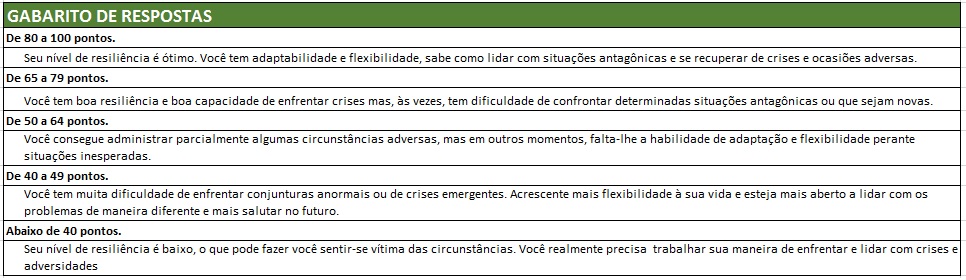 GABARITO DE RESPOSTAS
De 80 a 100 pontos.
Seu nível de resiliência é ótimo. Você tem adaptabilidade e flexibilidade, sabe como lidar com situações antagônicas e se recuperar de crises e ocasiões adversas.
De 65 a 79 pontos.
Você tem boa resiliência e boa capacidade de enfrentar crises mas, às vezes, tem dificuldade de confrontar determinadas situações antagônicas ou que sejam novas.
De 50 a 64 pontos.
Você consegue administrar parcialmente algumas circunstâncias adversas, mas em outros momentos, falta-lhe a habilidade de adaptação e flexibilidade perante
situações inesperadas.
De 40 a 49 pontos.
Você tem muita dificuldade de enfrentar conjunturas anormais ou de crises emergentes. Acrescente mais flexibilidade à sua vida e esteja mais aberto a lidar com os
problemas de maneira diferente e mais salutar no futuro.
Abaixo de 40 pontos.
Seu nível de resiliência é baixo, o que pode fazer você sentir-se vítima das circunstâncias. Você realmente precisa  trabalhar sua maneira de enfrentar e lidar com crises e
adversidades